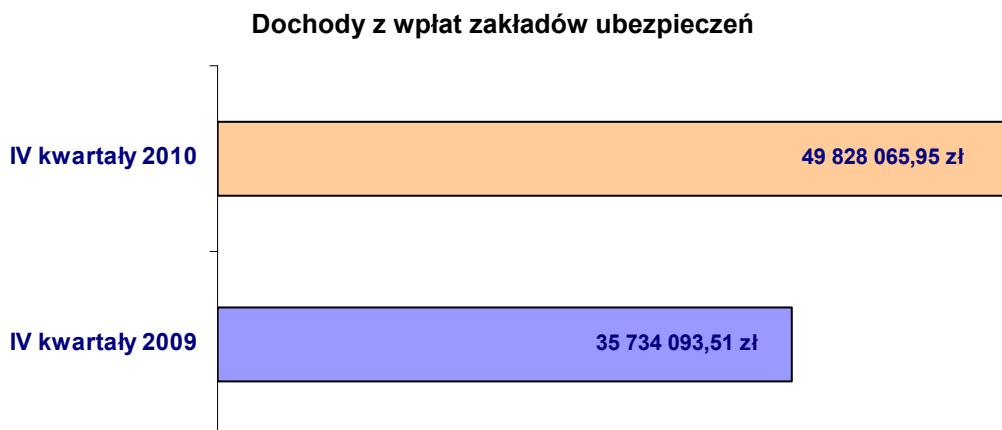 Dochody z wpłat zakładów ubezpieczeń
IV kwartały 2010
49 828 065,95 zł
IV kwartały 2009
35 734 093,51 zł